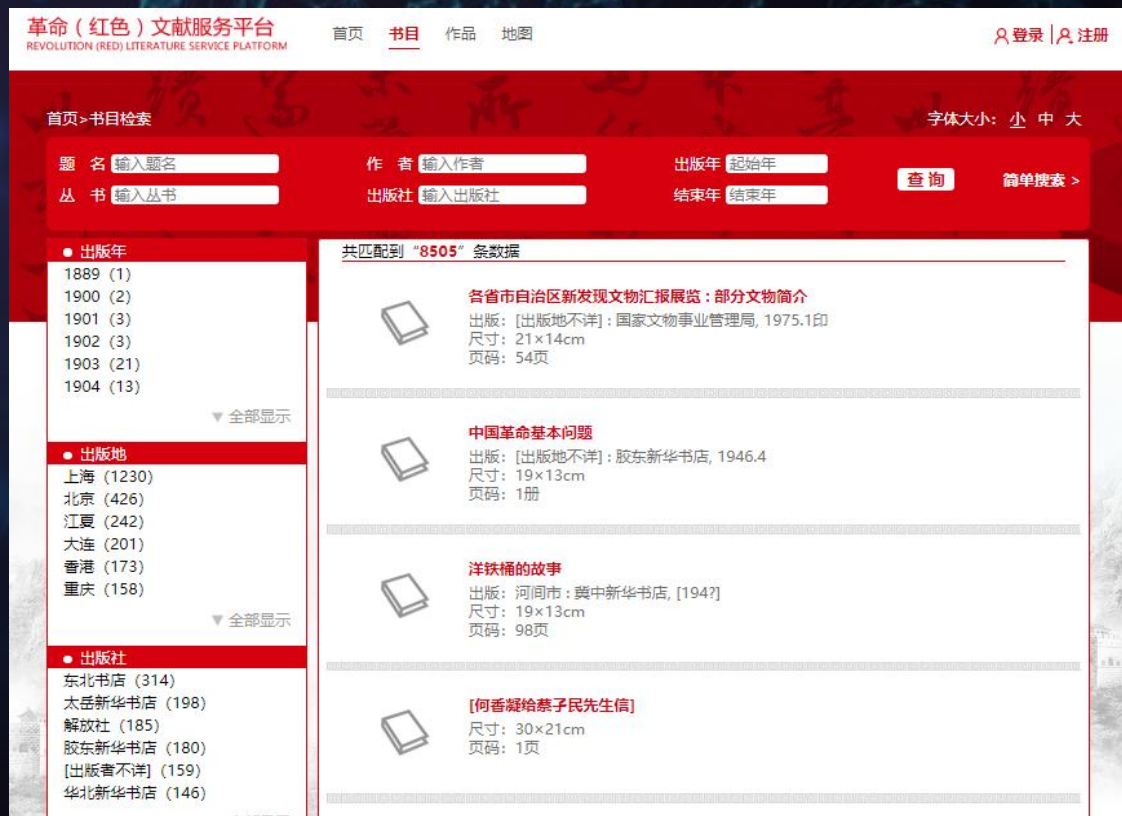 革命（红色）文献服务平台
REVOLUTION (RED) LITERATURE SERVICE PLATFORM
首页 书目 作品 地图
登录 注册
首页>书目检索
字体大小： 小 中 大
题 名 输入题名 作 者 输入作者 出版年 起始年
丛 书 输入丛书 出版社 输入出版社 结束年 结束年
查询 简单搜索 >
出版年
1889 (1)
1900 (2)
1901 (3)
1902 (3)
1903 (21)
1904 (13)
▼ 全部显示
出版地
上海 (1230)
北京 (426)
江夏 (242)
大连 (201)
香港 (173)
重庆 (158)
▼ 全部显示
出版社
东北书店 (314)
太岳新华书店 (198)
解放社 (185)
胶东新华书店 (180)
[出版者不详] (159)
华北新华书店 (146)
共匹配到“8505”条数据
各省市自治区新发现文物汇报展览 : 部分文物简介
出版：[出版地不详] : 国家文物事业管理局, 1975.1印
尺寸：21×14cm
页码：54页
中国革命基本问题
出版：[出版地不详] : 胶东新华书店, 1946.4
尺寸：19×13cm
页码：1册
洋铁桶的故事
出版：河间市 : 冀中新华书店, [194?]
尺寸：19×13cm
页码：98页
[何香凝给蔡孑民先生信]
尺寸：30×21cm
页码：1页